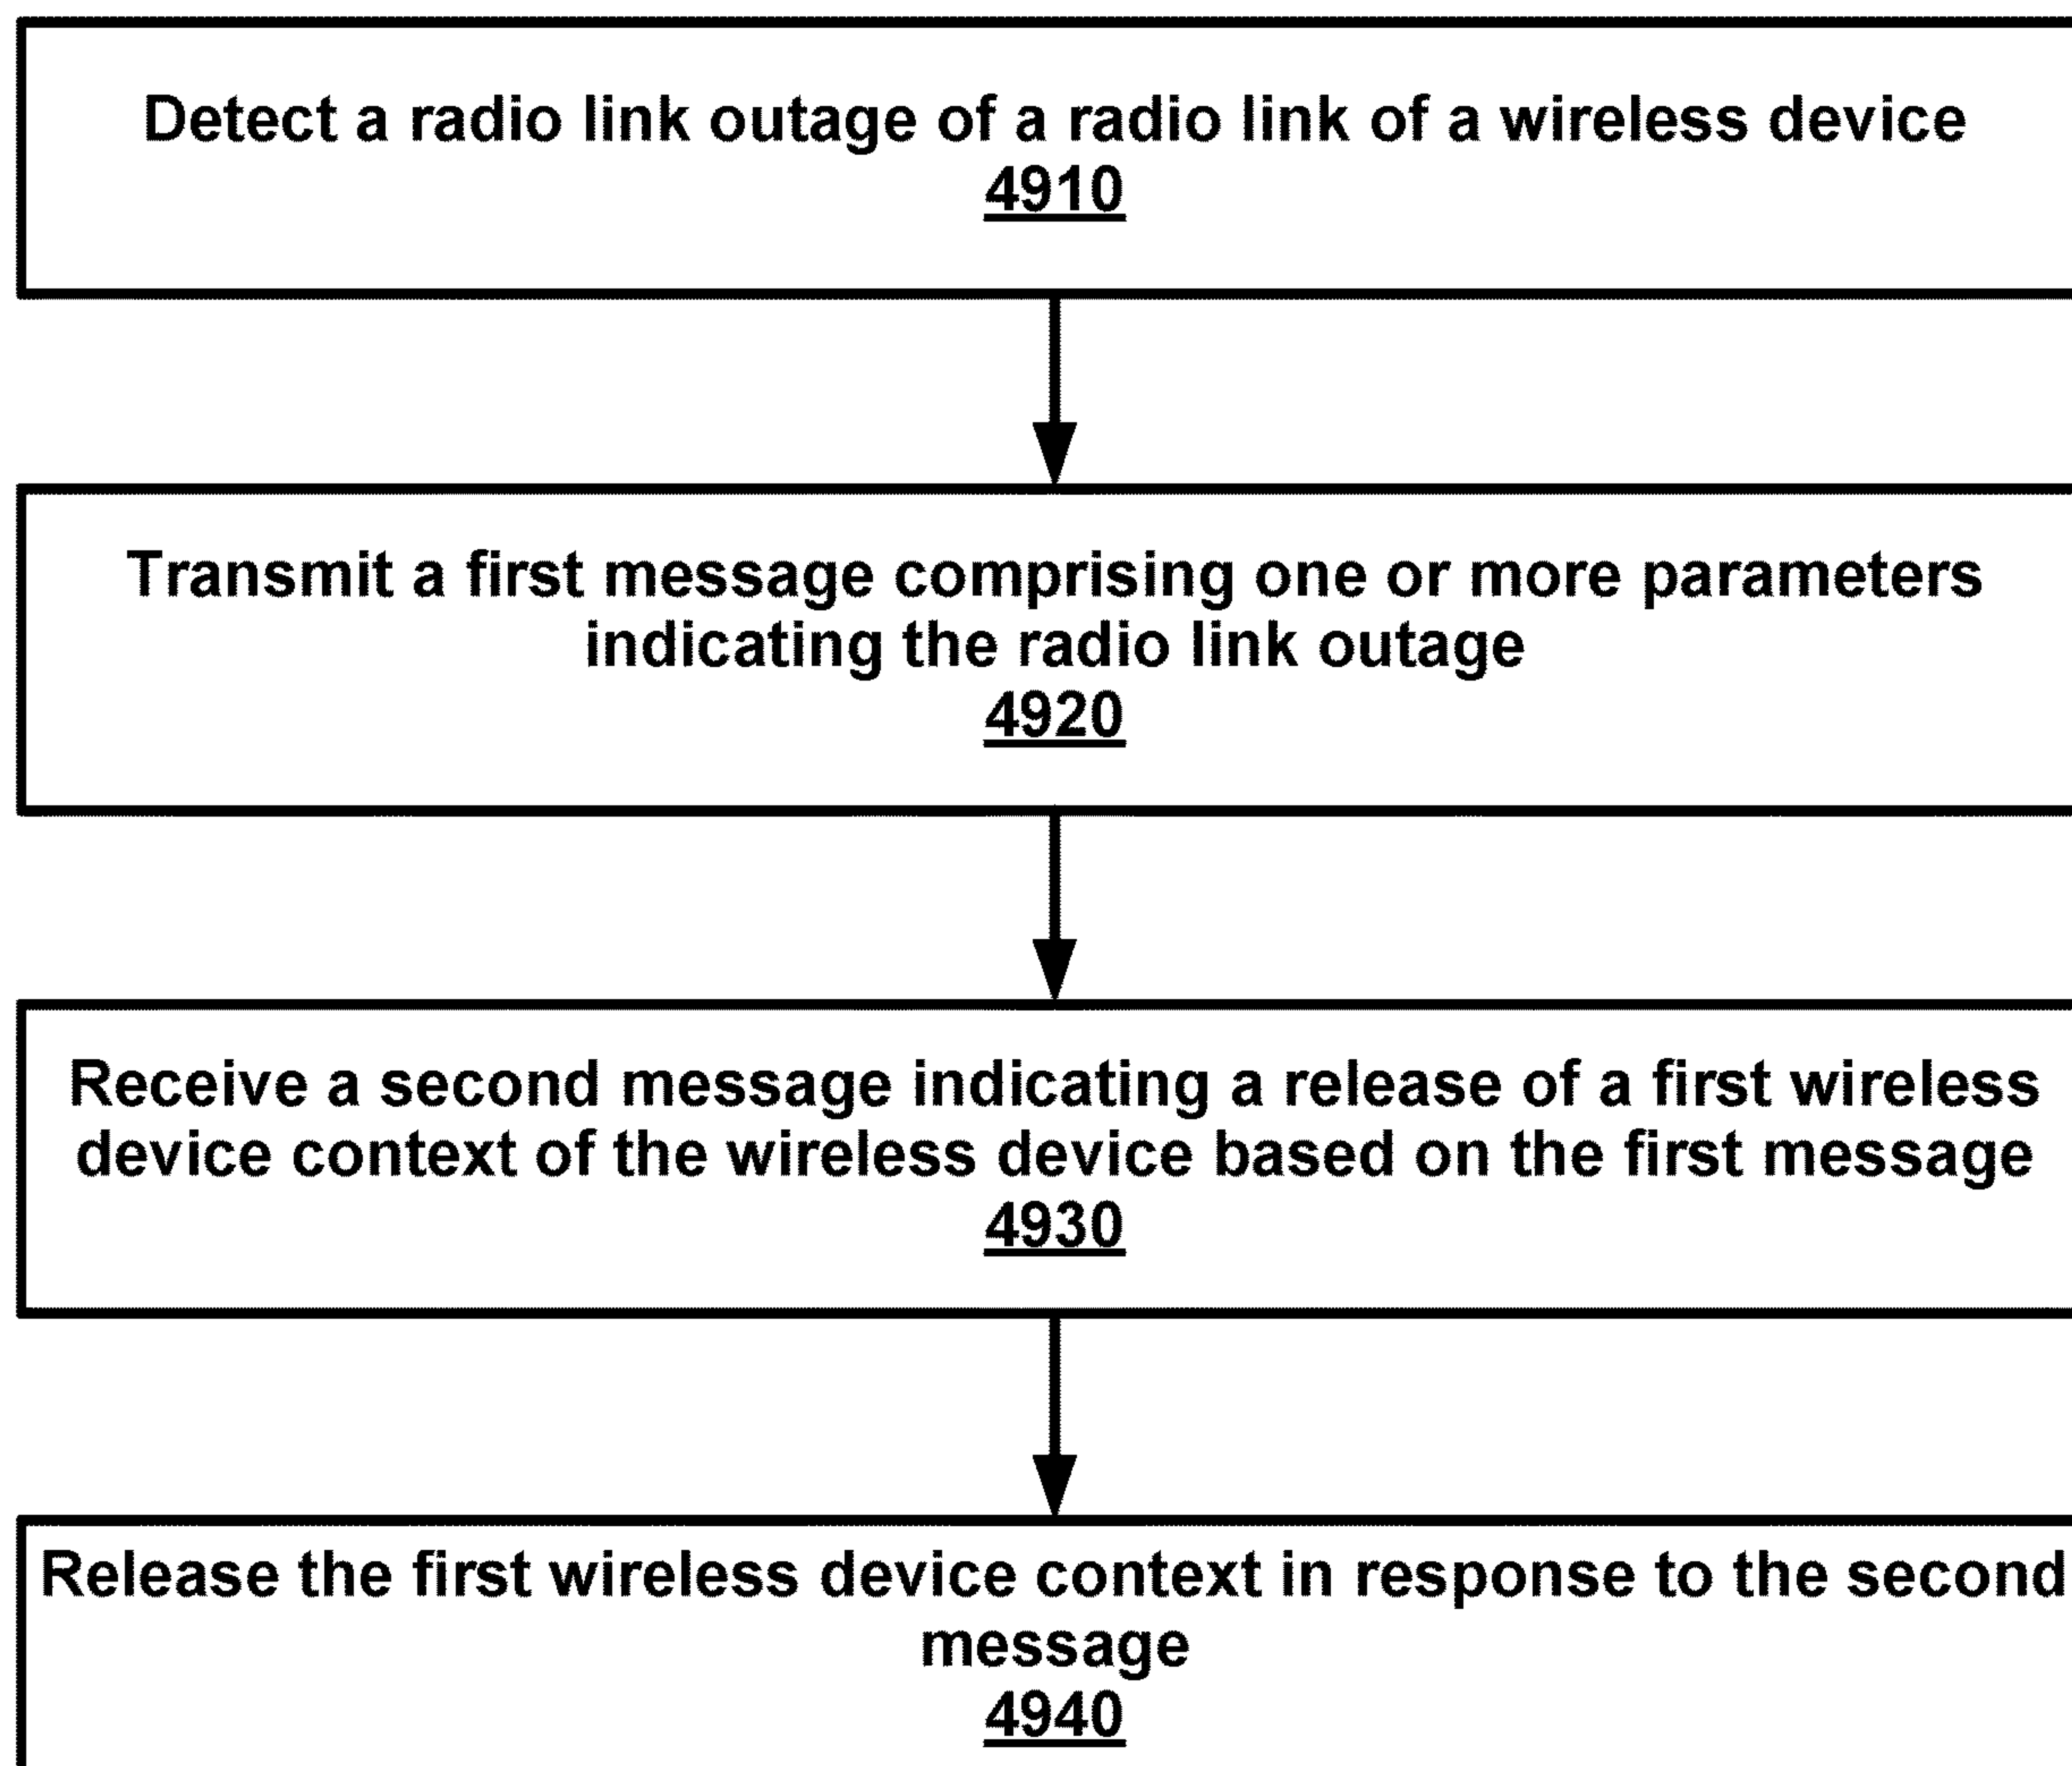 Detect a radio link outage of a radio link of a wireless device
4910
Transmit a first message comprising one or more parameters
indicating the radio link outage
4920
Receive a second message indicating a release of a first wireless
device context of the wireless device based on the first message
4930
Release the first wireless device context in response to the second
message
4940